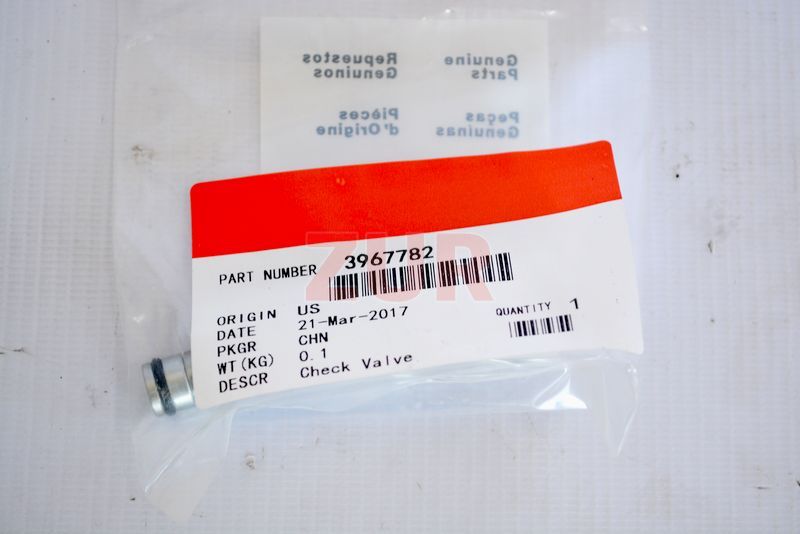 Repuestos Genuine
Genuinos Parts
Pièces Peças
d'Origine Genuínas
ZUR
PART NUMBER 3967782
ORIGIN US
DATE 21-Mar-2017
PKGR CHN
WT(KG) 0.1
DESCR Check Valve
QUANTITY 1